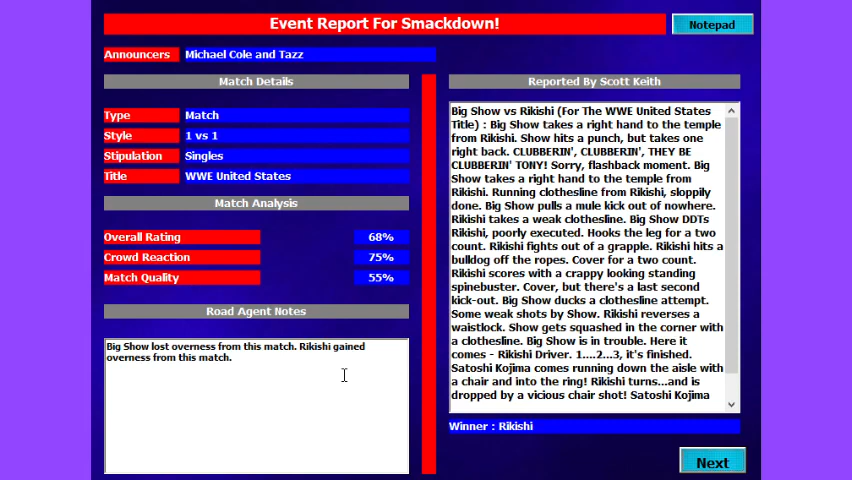 Event Report For Smackdown!
Notepad
Announcers Michael Cole and Tazz
Match Details
Type Match
Style 1 vs 1
Stipulation Singles
Title WWE United States
Match Analysis
Overall Rating 68%
Crowd Reaction 75%
Match Quality 55%
Road Agent Notes
Big Show lost overness from this match. Rikishi gained
overness from this match.
Reported By Scott Keith
Big Show vs Rikishi (For The WWE United States
Title) : Big Show takes a right hand to the temple
from Rikishi. Show hits a punch, but takes one
right back. CLUBBERIN', CLUBBERIN', THEY BE
CLUBBERIN' TONY! Sorry, flashback moment. Big
Show takes a right hand to the temple from
Rikishi. Running clothesline from Rikishi, sloppily
done. Big Show pulls a mule kick out of nowhere.
Rikishi takes a weak clothesline. Big Show DDTs
Rikishi, poorly executed. Hooks the leg for a two
count. Rikishi fights out of a grapple. Rikishi hits a
bulldog off the ropes. Cover for a two count.
Rikishi scores with a crappy looking standing
spinebuster. Cover, but there's a last second
kick-out. Big Show ducks a clothesline attempt.
Some weak shots by Show. Rikishi reverses a
waistlock. Show gets squashed in the corner with
a clothesline. Big Show is in trouble. Here it
comes - Rikishi Driver. 1....2...3, it's finished.
Satoshi Kojima comes running down the aisle with
a chair and into the ring! Rikishi turns...and is
dropped by a vicious chair shot! Satoshi Kojima
Winner : Rikishi
Next